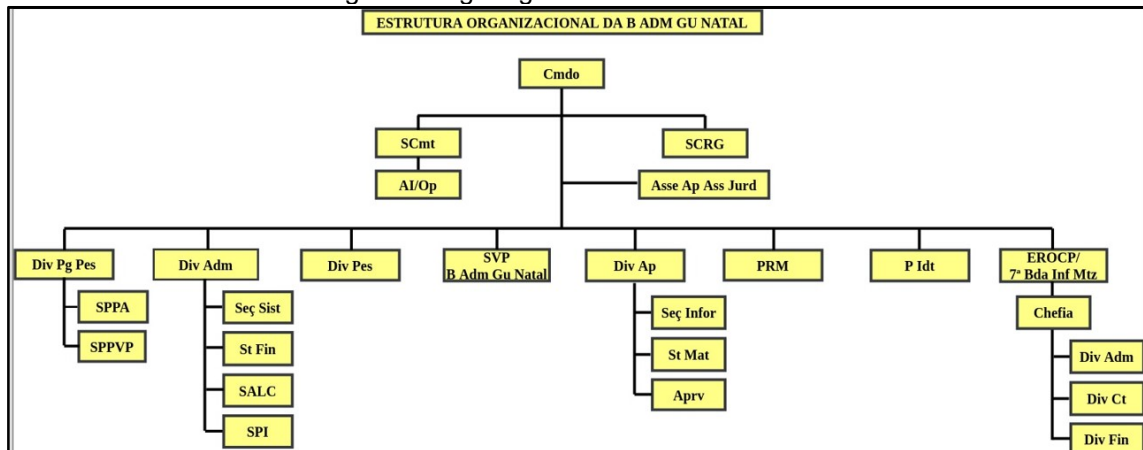 ESTRUTURA ORGANIZACIONAL DA B ADM GU NATAL
Cmdo
SCmt
SCRG
AI/Op
Asse Ap Ass Jurd
Div Pg Pes
Div Adm
Div Pes
SVP
B Adm Gu Natal
Div Ap
PRM
P Idt
EROCP/
7ª Bda Inf Mtz
SPPA
SPPVP
Seç Sist
St Fin
SALC
SPI
Seç Infor
St Mat
Aprv
Chefia
Div Adm
Div Ct
Div Fin